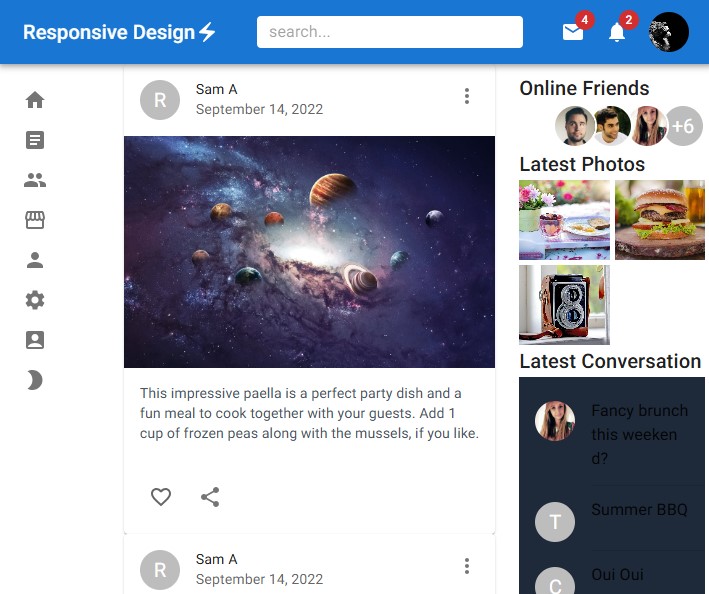 Responsive Design
search...
4
2
R
Sam A
September 14, 2022
This impressive paella is a perfect party dish and a
fun meal to cook together with your guests. Add 1
cup of frozen peas along with the mussels, if you like.
R
Sam A
September 14, 2022
Online Friends
+6
Latest Photos
Latest Conversation
Fancy brunch
this weeken
d?
T
Summer BBQ
C
Oui Oui